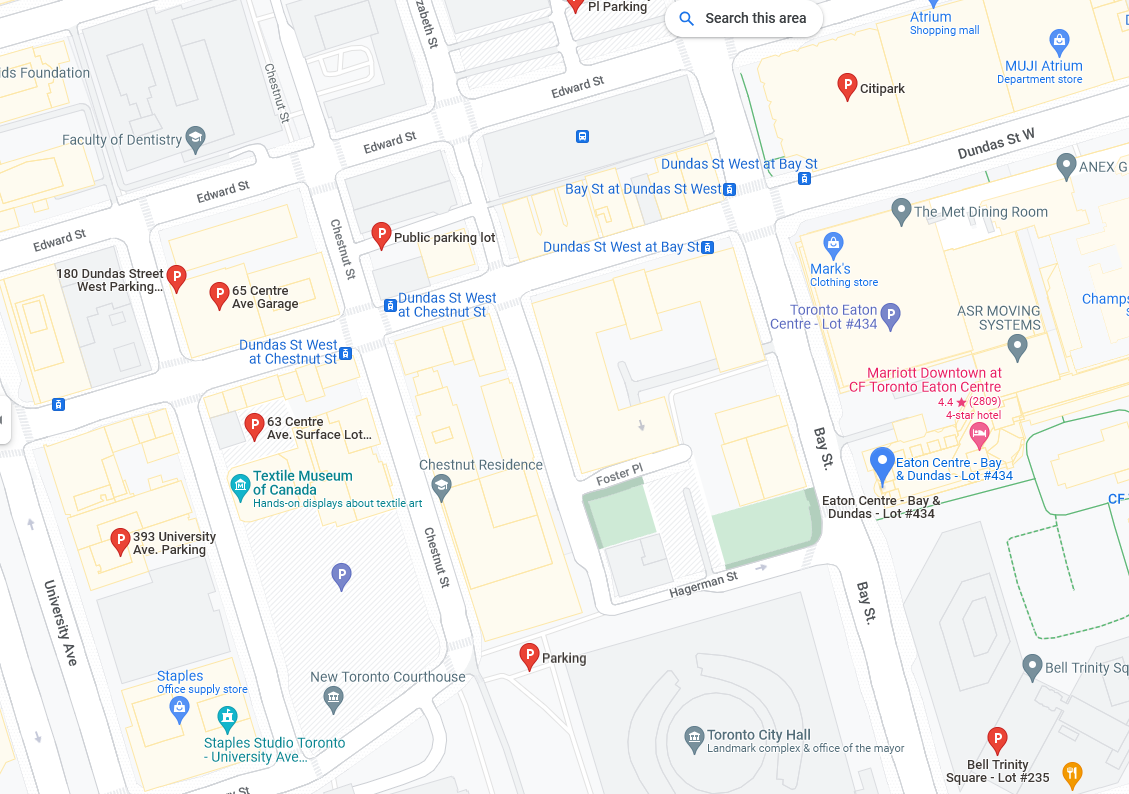 Pl Parking
Search this area
Atrium
Shopping mall
MUJI Atrium
Department store
lds Foundation
Chestnut St
zabeth St
Edward St
Citipark
Faculty of Dentistry
Edward St
Dundas St W
Dundas St West at Bay St
ANEX G
Edward St
Bay St at Dundas St West
The Met Dining Room
Edward St
Chestnut St
Public parking lot
Dundas St West at Bay St
Mark's
Clothing store
180 Dundas Street
West Parking...
65 Centre
Ave Garage
Dundas St West
at Chestnut St
Toronto Eaton
Centre - Lot #434
ASR MOVING
SYSTEMS
Champs
Dundas St West
at Chestnut St
Marriott Downtown at
CF Toronto Eaton Centre
4.4 ★ (2809)
4-star hotel
63 Centre
Ave. Surface Lot...
Bay St.
Chestnut Residence
Foster Pl
Eaton Centre - Bay
& Dundas - Lot #434
Textile Museum
of Canada
Hands-on displays about textile art
Eaton Centre - Bay &
Dundas - Lot #434
CF
393 University
Ave. Parking
Chestnut St
Hagerman St
Bay St.
University Ave
Parking
Bell Trinity Sq
Staples
Office supply store
New Toronto Courthouse
Toronto City Hall
Landmark complex & office of the mayor
Staples Studio Toronto
- University Ave...
Bell Trinity
Square - Lot #235
ry St